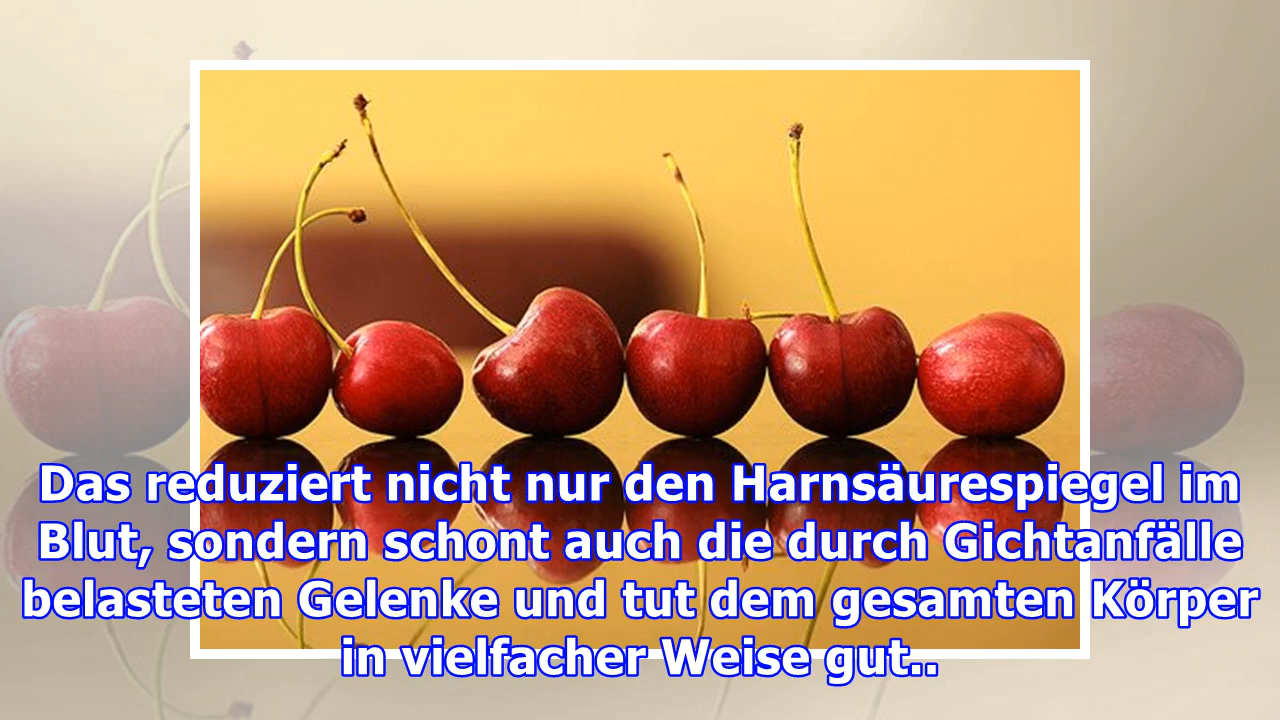 Das reduziert nicht nur den Harnsäurespiegel im
Blut, sondern schont auch die durch Gichtanfälle
belasteten Gelenke und tut dem gesamten Körper
in vielfacher Weise gut..